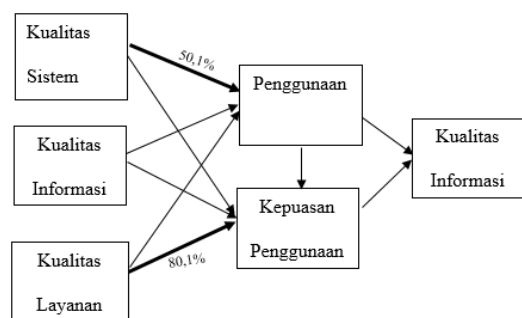 Kualitas
Sistem
50,1%
Penggunaan
Kualitas
Informasi
Kualitas
Informasi
Kepuasan
Penggunaan
Kualitas
Layanan
80,1%